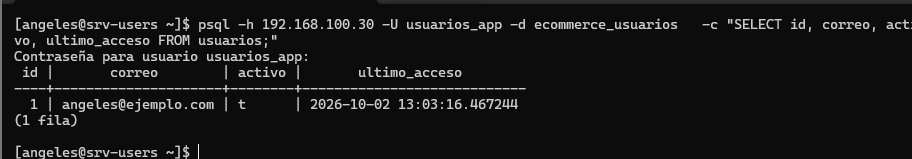 [angeles@srv-users ~]$ psql -h 192.168.100.30 -U usuarios_app -d ecommerce_usuarios   -c "SELECT id, correo, acti
vo, ultimo_acceso FROM usuarios;"
Contraseña para usuario usuarios_app:
 id |       correo        | activo |       ultimo_acceso
----+---------------------+--------+----------------------------
  1 | angeles@ejemplo.com | t      | 2026-10-02 13:03:16.467244
(1 fila)
[angeles@srv-users ~]$